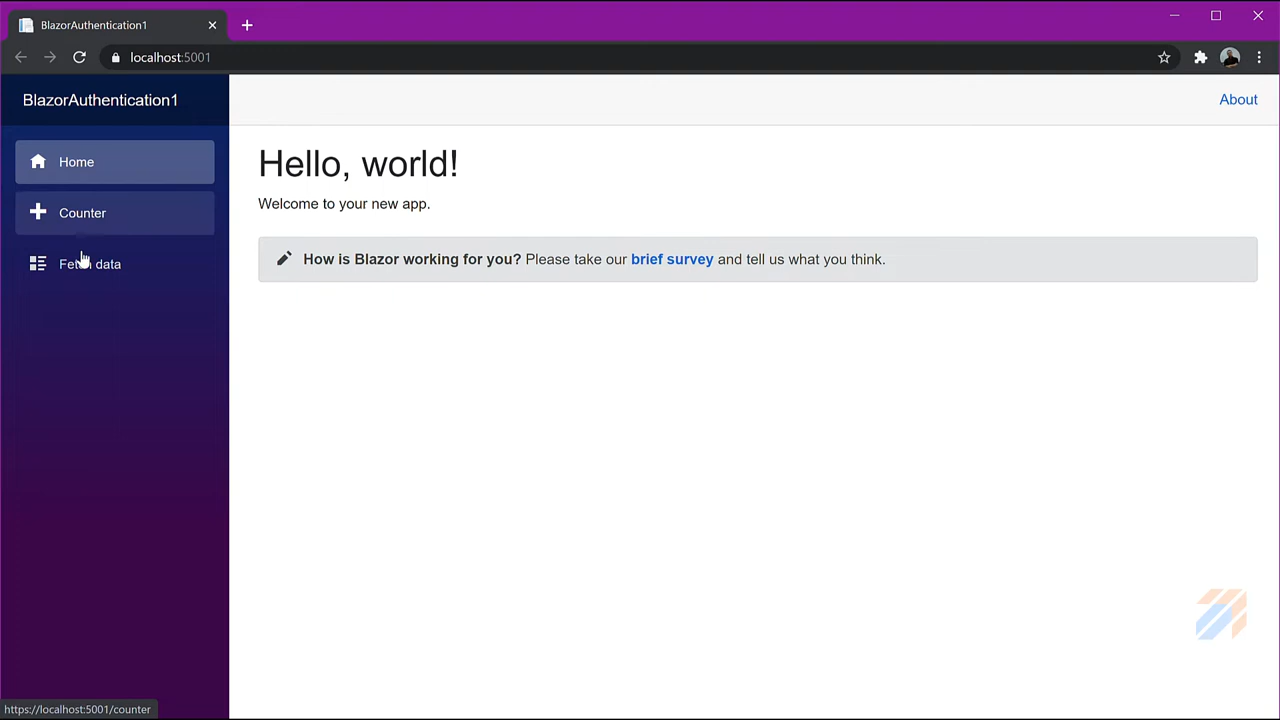 BlazorAuthentication1
localhost:5001
BlazorAuthentication1
About
Home
Counter
Fetch data
Hello, world!
Welcome to your new app.
How is Blazor working for you? Please take our brief survey and tell us what you think.
https://localhost:5001/counter